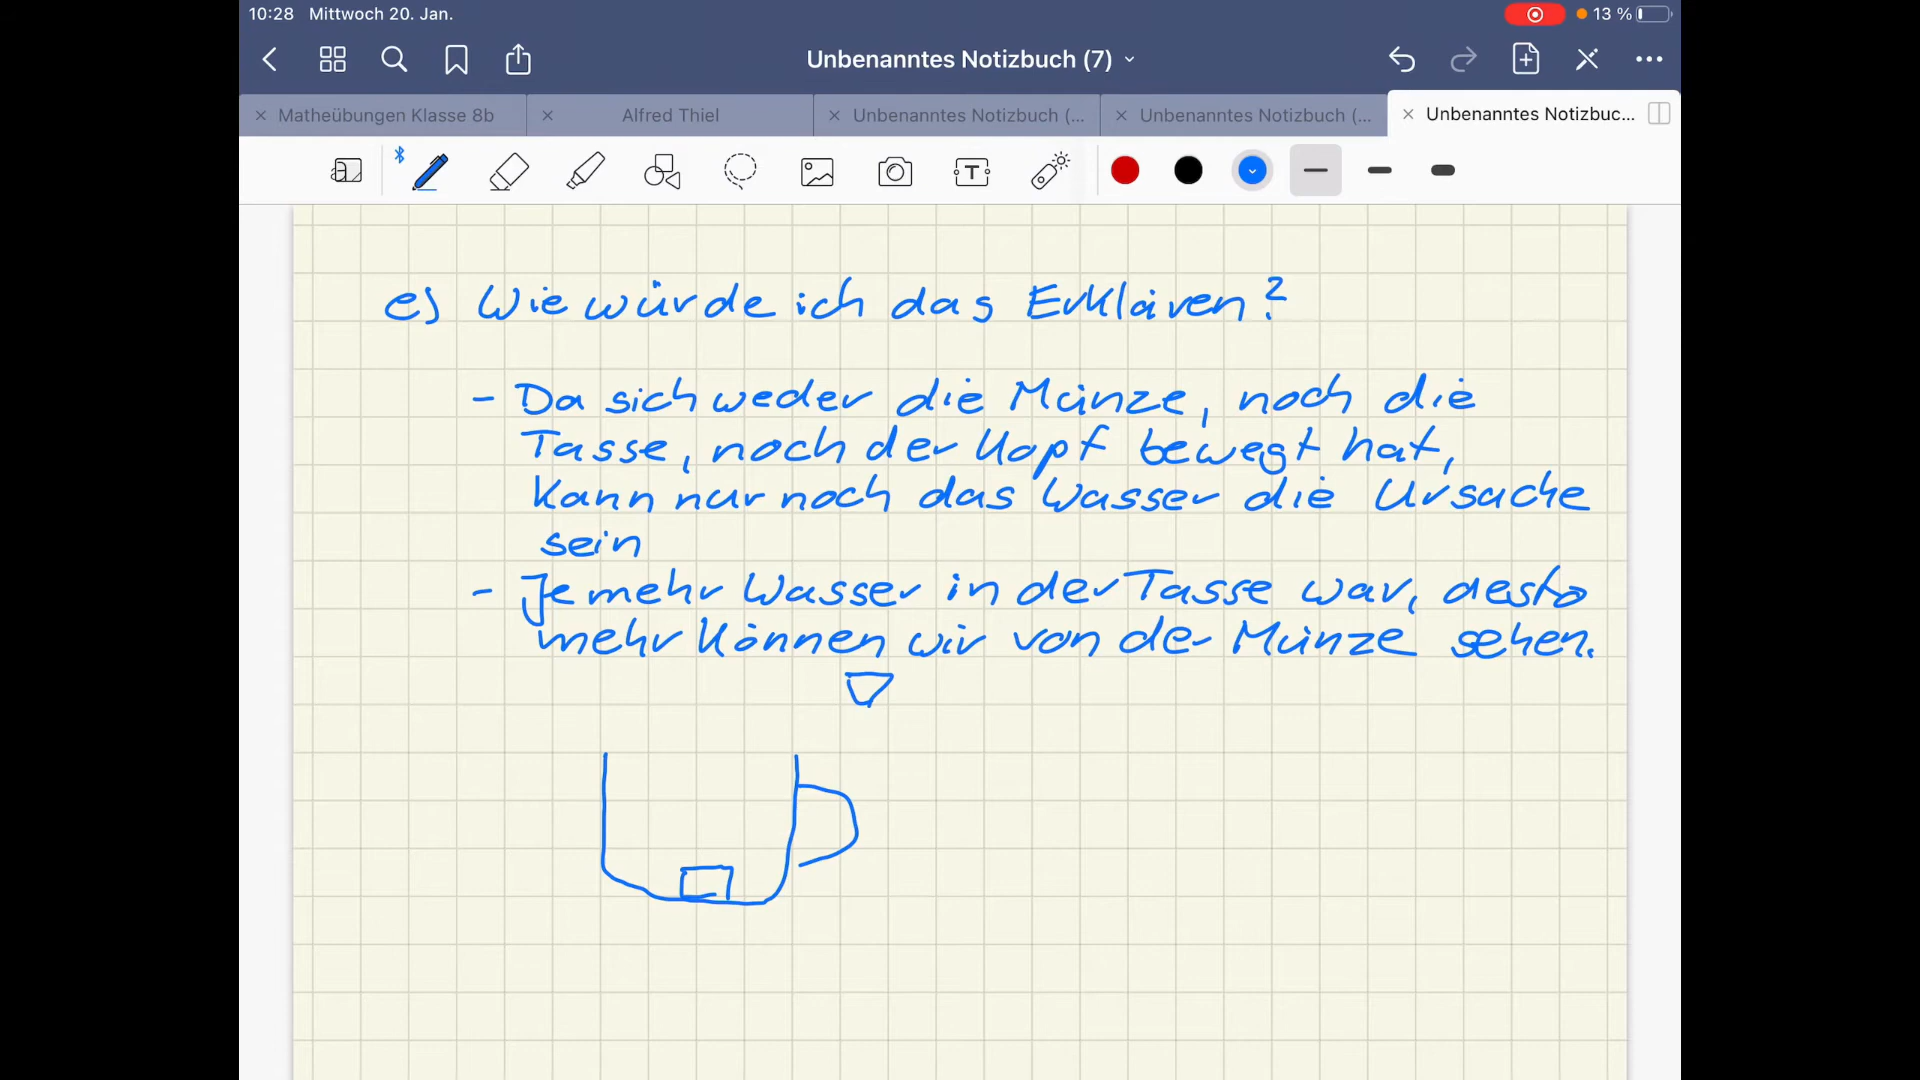 10:28 Mittwoch 20. Jan. 13 %
Unbenanntes Notizbuch (7)
Matheübungen Klasse 8b
Alfred Thiel
Unbenanntes Notizbuch (...
Unbenanntes Notizbuch (...
Unbenanntes Notizbuc...
e) Wie würde ich das Erklären?
- Da sich weder die Münze, noch die
Tasse, noch der Kopf bewegt hat,
kann nur noch das Wasser die Ursache
sein
- Je mehr Wasser in der Tasse war, desto
mehr können wir von der Münze sehen.